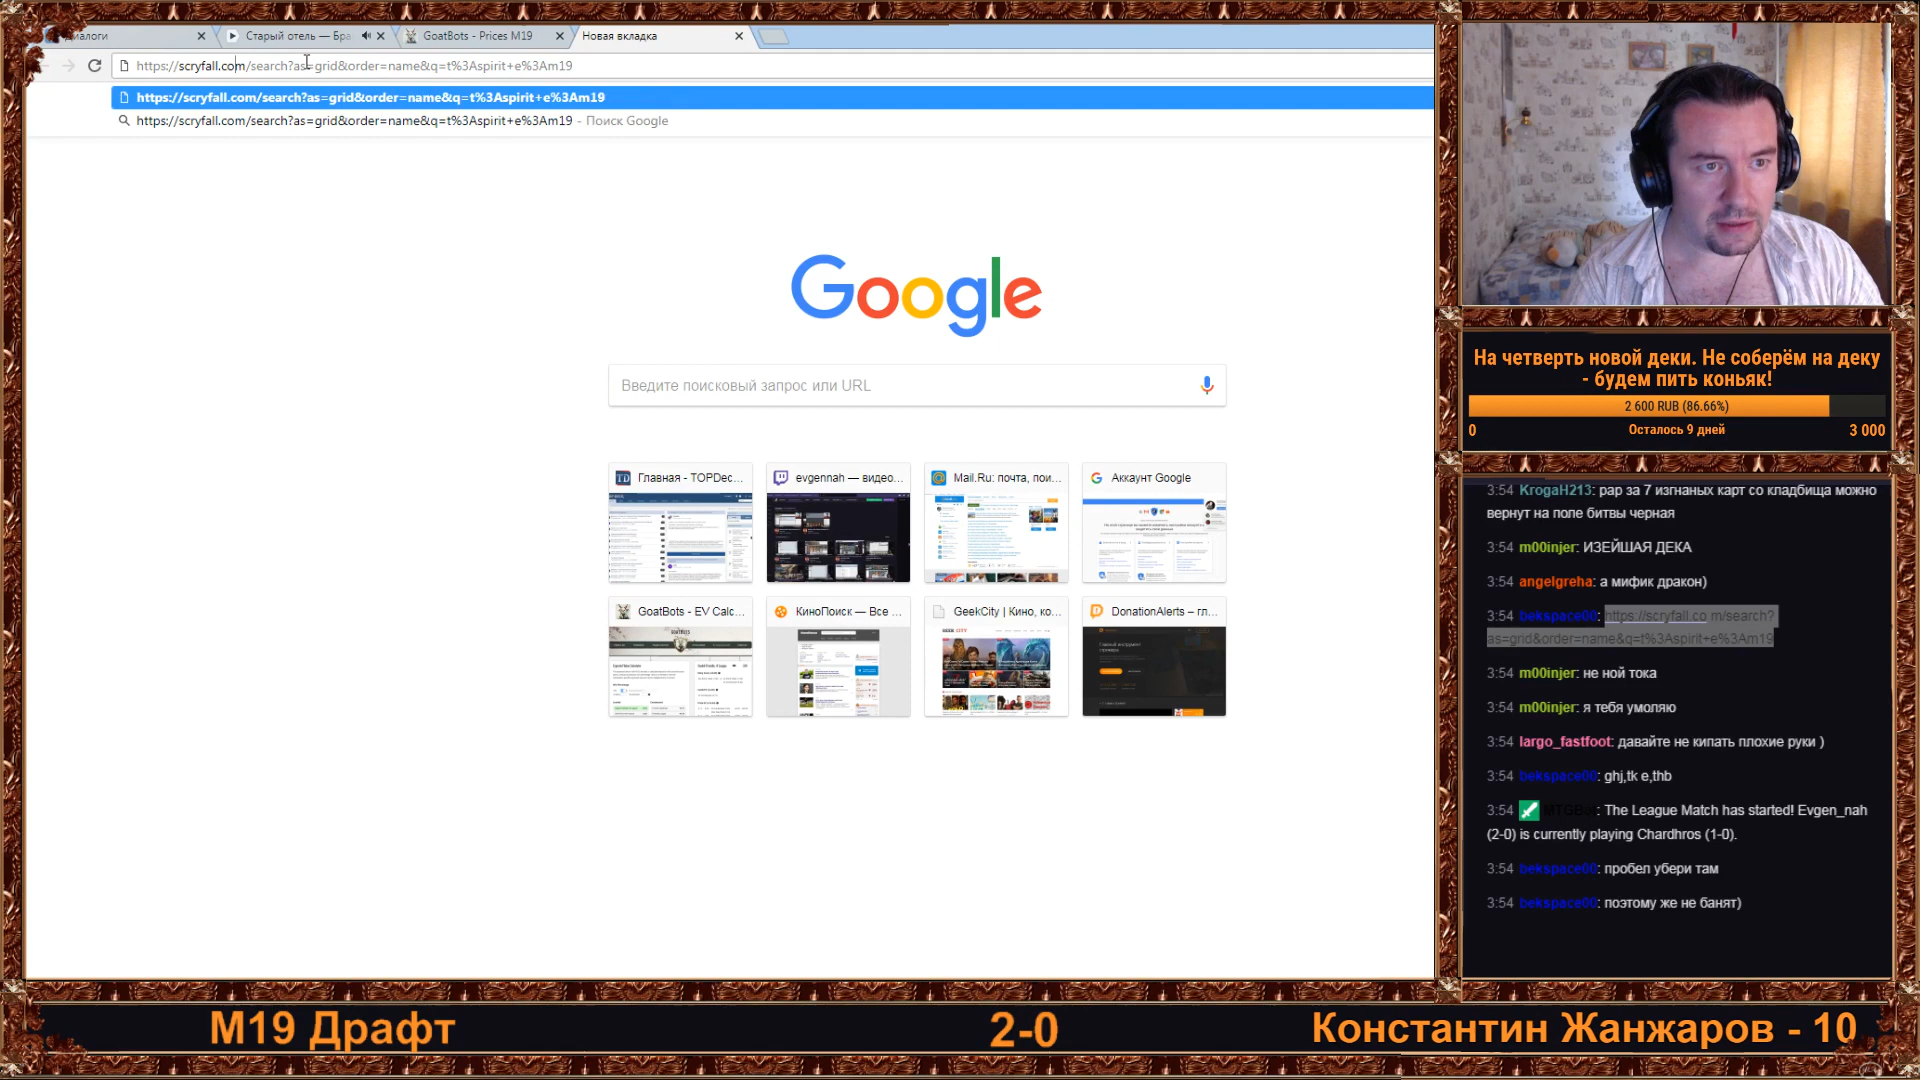 диалоги
Старый отель — Бра
GoatBots - Prices M19
Новая вкладка
https://scryfall.com/search?as=grid&order=name&q=t%3Aspirit+e%3Am19
https://scryfall.com/search?as=grid&order=name&q=t%3Aspirit+e%3Am19
https://scryfall.com/search?as=grid&order=name&q=t%3Aspirit+e%3Am19 - Поиск Google
Google
Введите поисковый запрос или URL
Главная - TOPDec...
evgennah — видео...
Mail.Ru: почта, пои...
Аккаунт Google
GoatBots - EV Calc...
КиноПоиск — Все ...
GeekCity | Кино, ко...
DonationAlerts – гл...
На четверть новой деки. Не соберём на деку
- будем пить коньяк!
2 600 RUB (86.66%)
0
Осталось 9 дней
3 000
3:54 KrogaH213: рар за 7 изгнаных карт со кладбища можно
вернут на поле битвы черная
3:54 m00injer: ИЗЕЙШАЯ ДЕКА
3:54 angelgreha: а мифик дракон)
3:54 bekspace00: https://scryfall.co m/search?
as=grid&order=name&q=t%3Aspirit+e%3Am19
3:54 m00injer: не ной тока
3:54 m00injer: я тебя умоляю
3:54 largo_fastfoot: давайте не кипать плохие руки )
3:54 bekspace00: ghj,tk e,thb
3:54 MTGBot: The League Match has started! Evgen_nah
(2-0) is currently playing Chardhros (1-0).
3:54 bekspace00: пробел убери там
3:54 bekspace00: поэтому же не банят)
М19 Драфт
2-0
Константин Жанжаров - 10